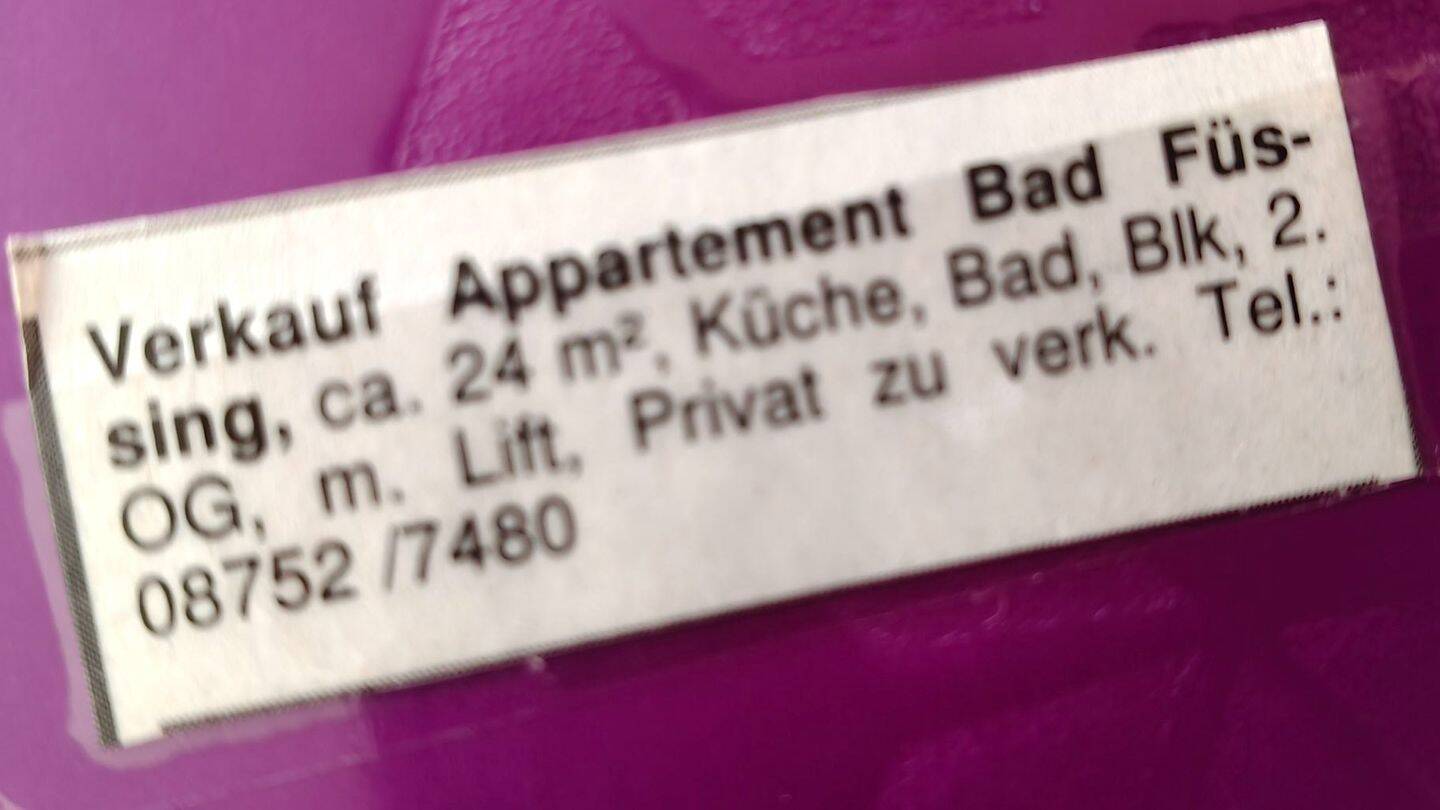 Verkauf Appartement Bad Füs-
sing, ca. 24 m², Küche, Bad, Blk, 2.
OG, m. Lift, Privat zu verk. Tel.:
08752 /7480